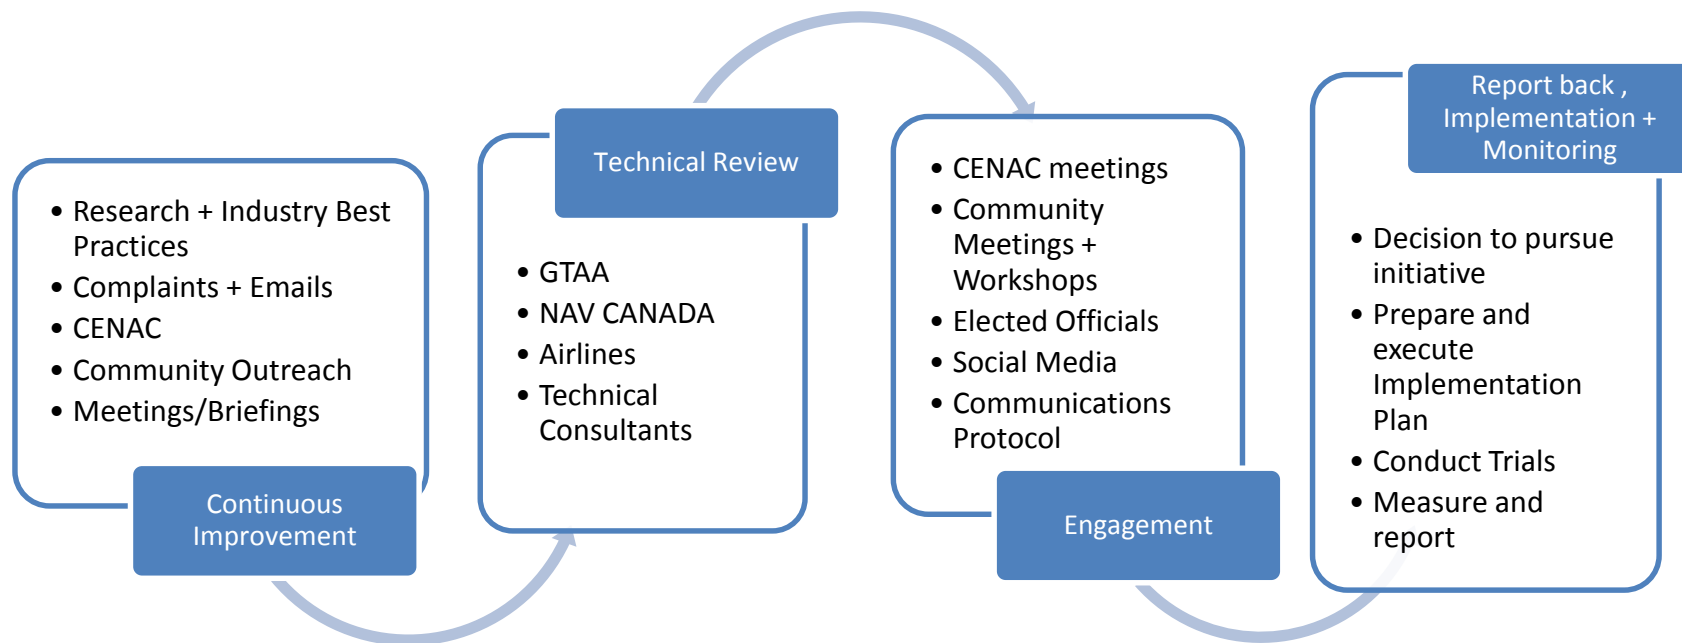 • Research + Industry Best
Practices
• Complaints + Emails
• CENAC
• Community Outreach
• Meetings/Briefings
Continuous
Improvement
Technical Review
• GTAA
• NAV CANADA
• Airlines
• Technical
Consultants
• CENAC meetings
• Community
Meetings +
Workshops
• Elected Officials
• Social Media
• Communications
Protocol
Engagement
Report back ,
Implementation +
Monitoring
• Decision to pursue
initiative
• Prepare and
execute
Implementation
Plan
• Conduct Trials
• Measure and
report